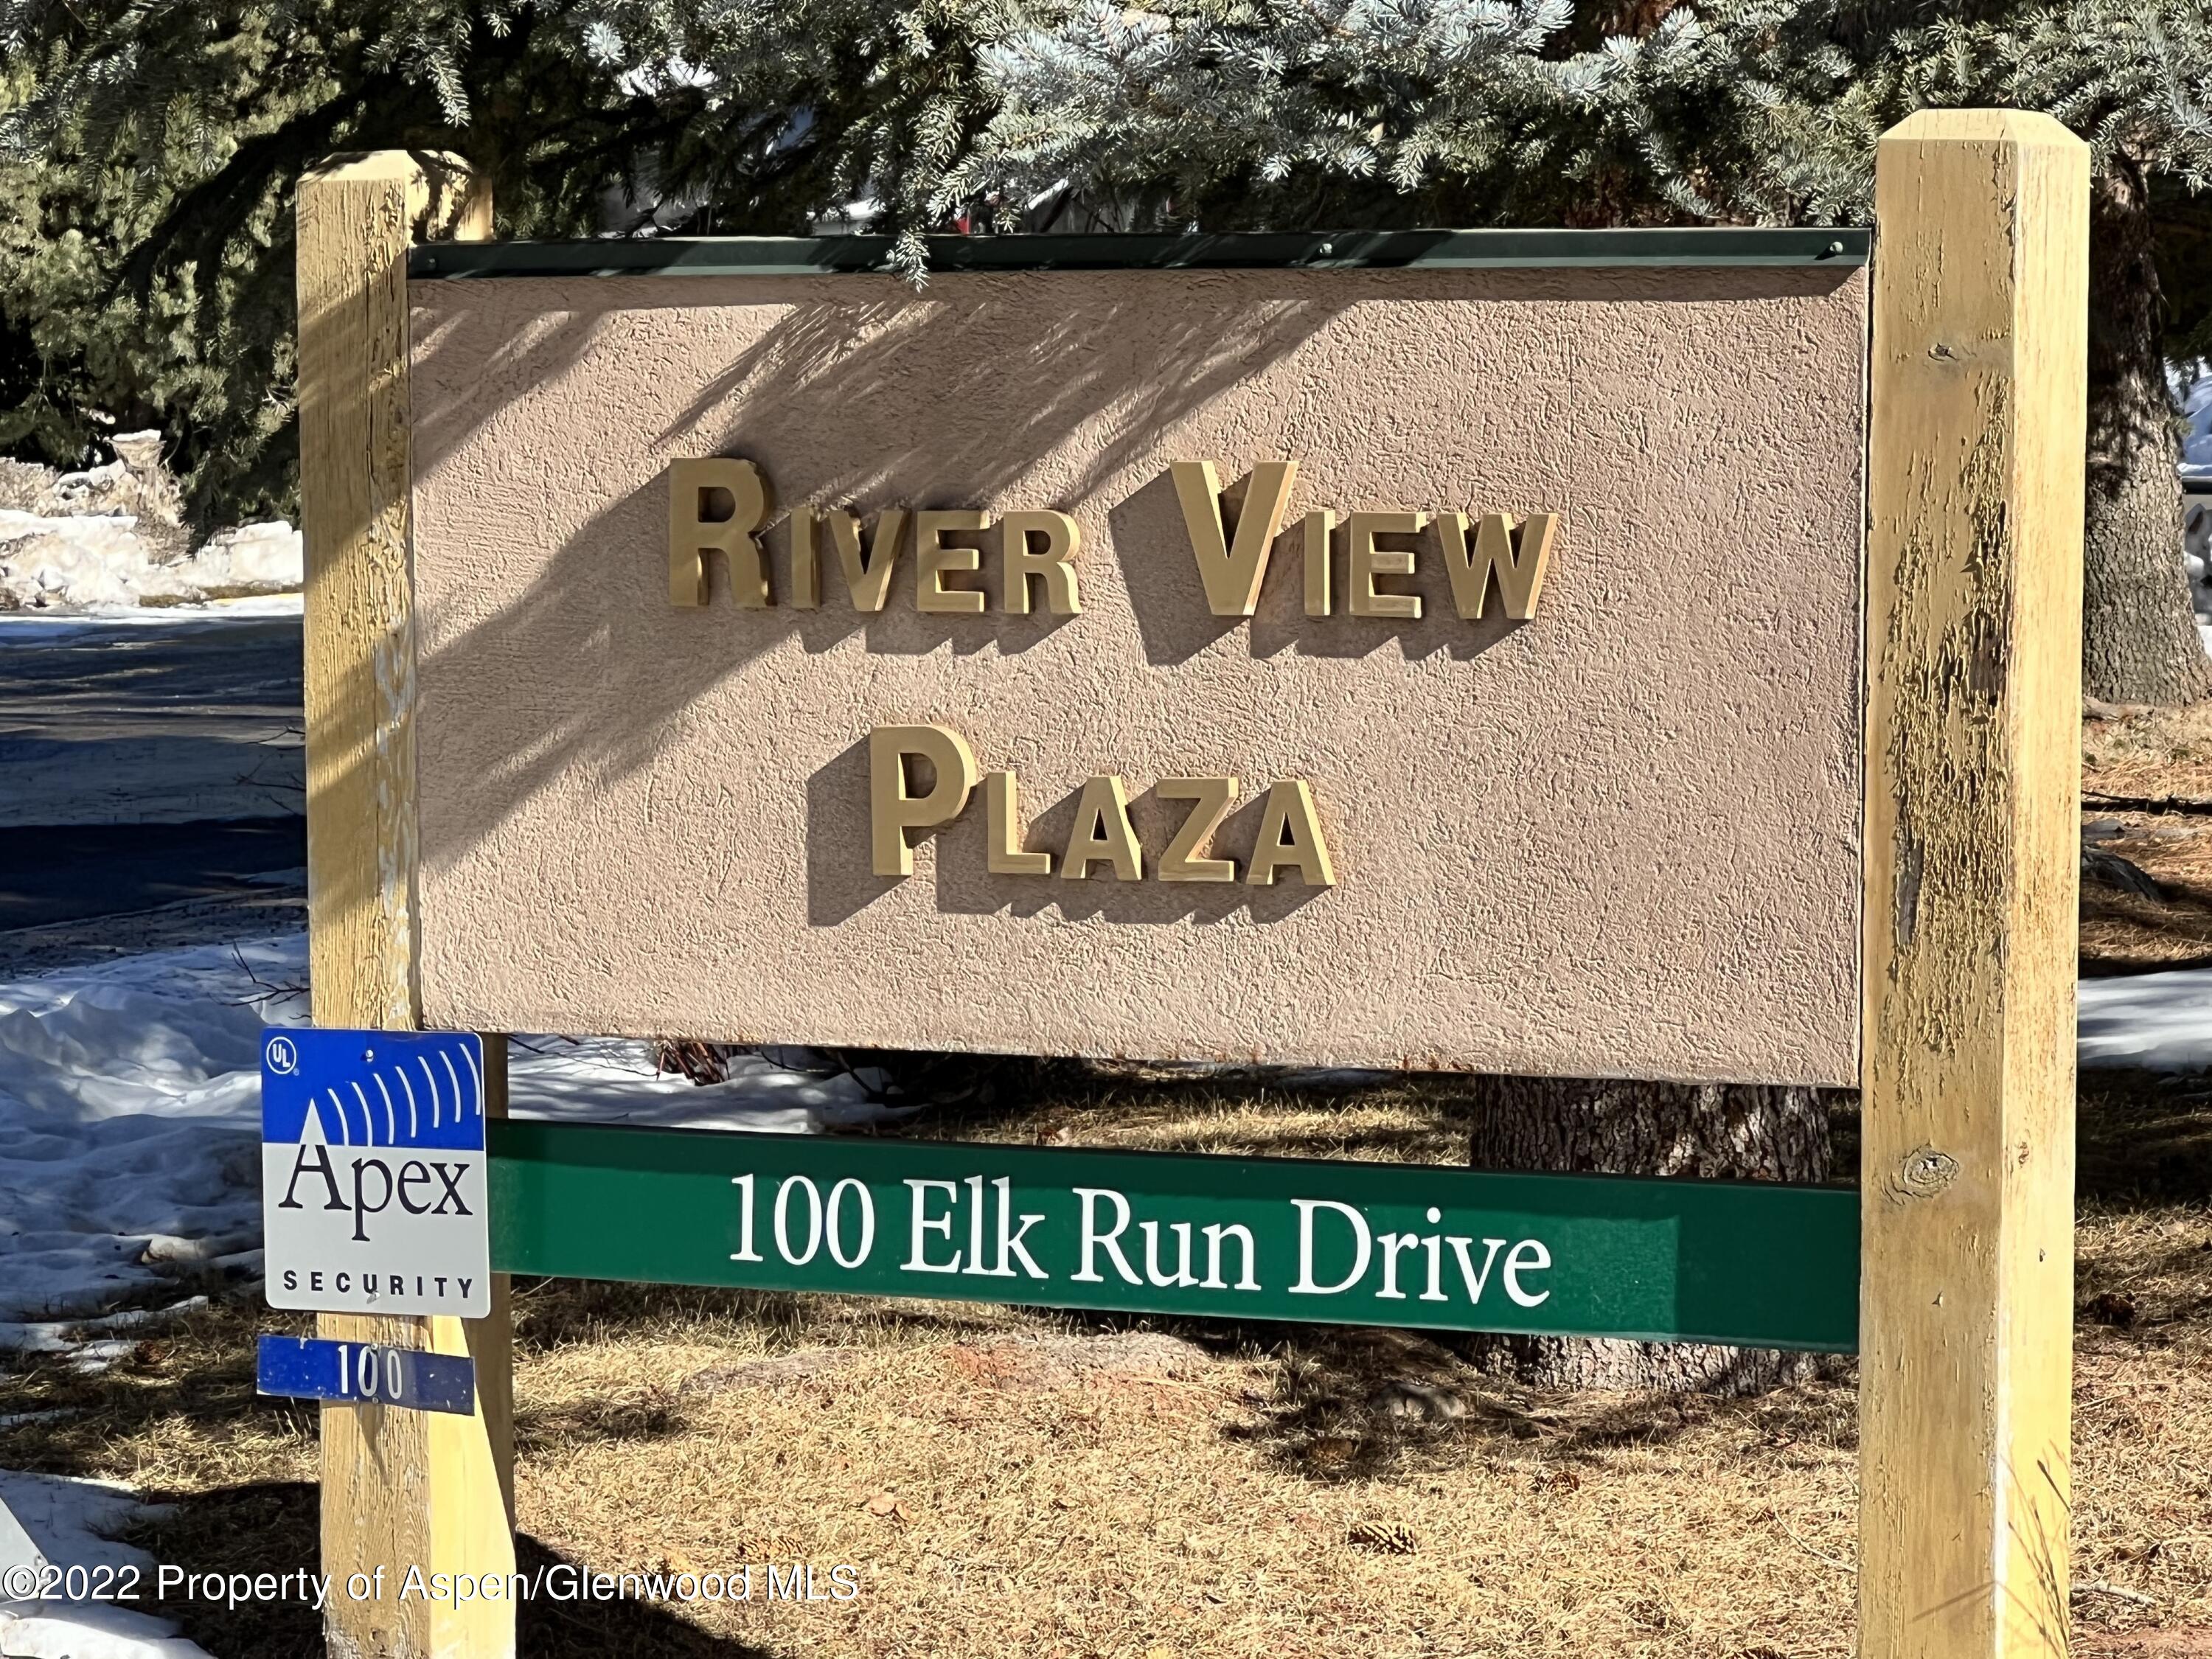 River View
Plaza
UL
Apex
SECURITY
100 Elk Run Drive
100
©2022 Property of Aspen/Glenwood MLS